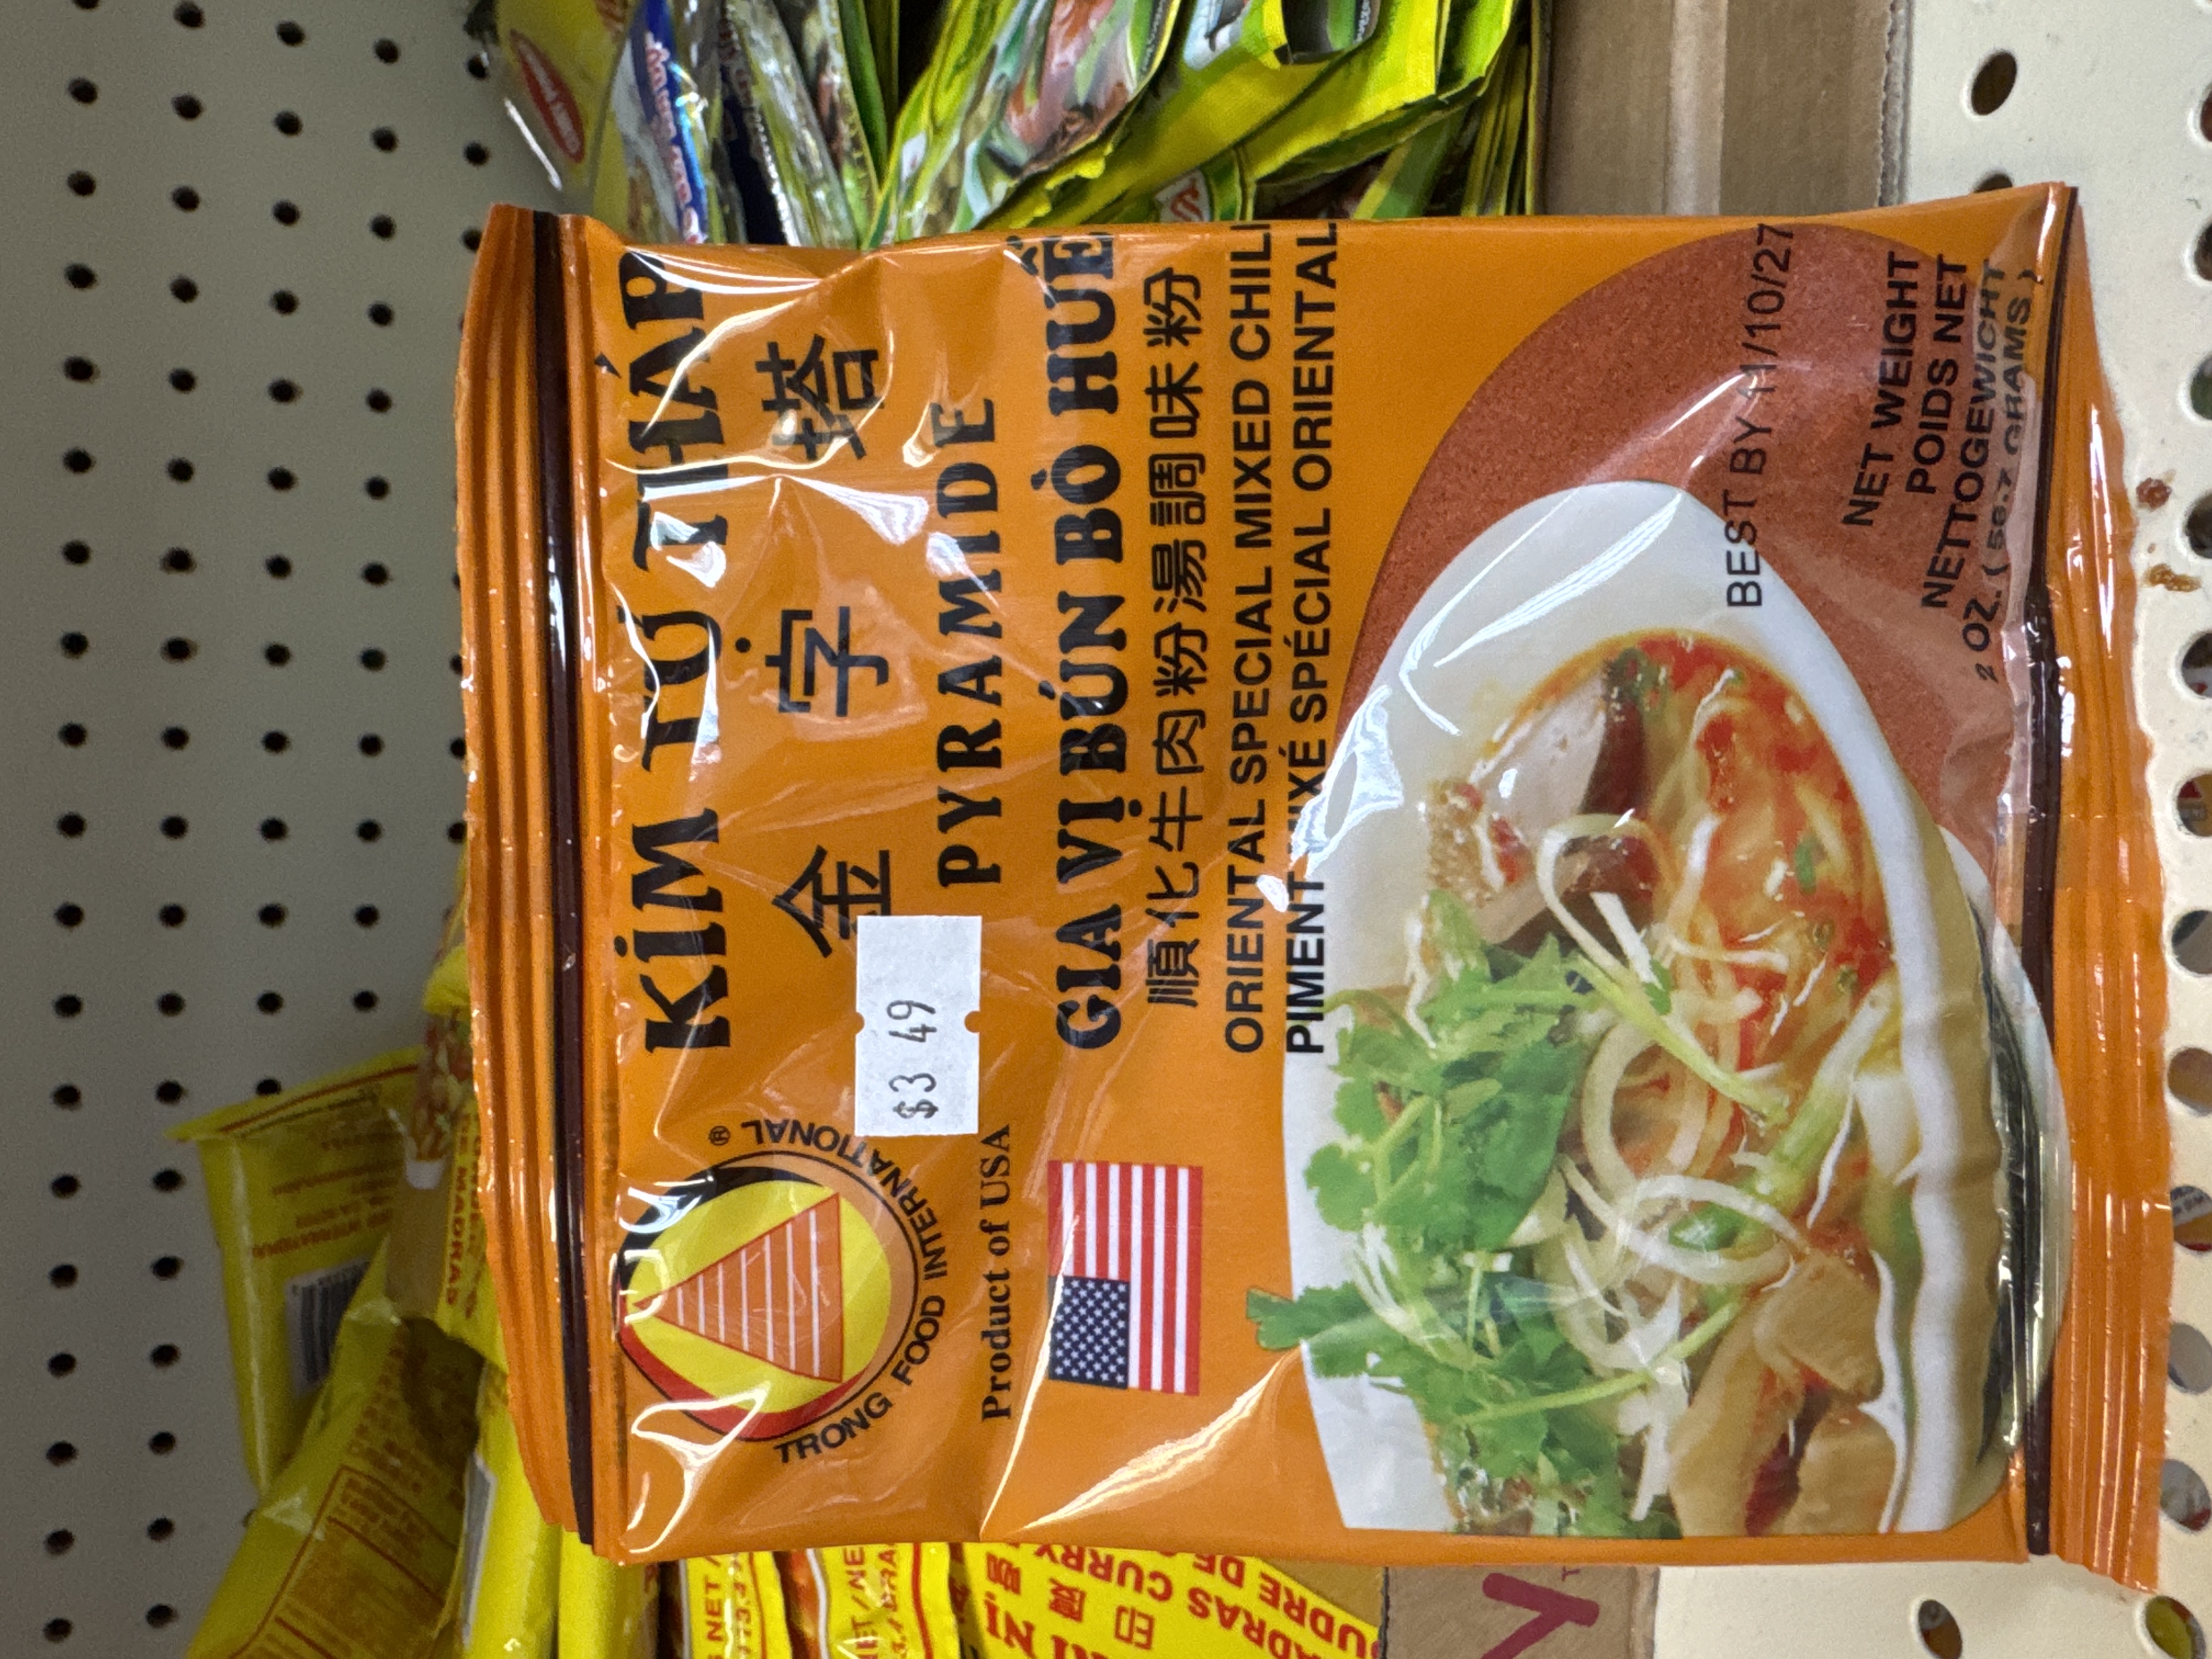 KIM TỰ THÁP
金 字 塔
PYRAMIDE
TRONG FOOD INTERNATIONAL ®
$3 49
Product of USA
GIA VỊ BÚN BÒ HUẾ
順化牛肉粉湯調味粉
ORIENTAL SPECIAL MIXED CHILI
PIMENT MIXÉ SPÉCIAL ORIENTAL
BEST BY 11/10/27
NET WEIGHT
POIDS NET
NETTOGEWICHT
2 OZ. ( 56.7 GRAMS )